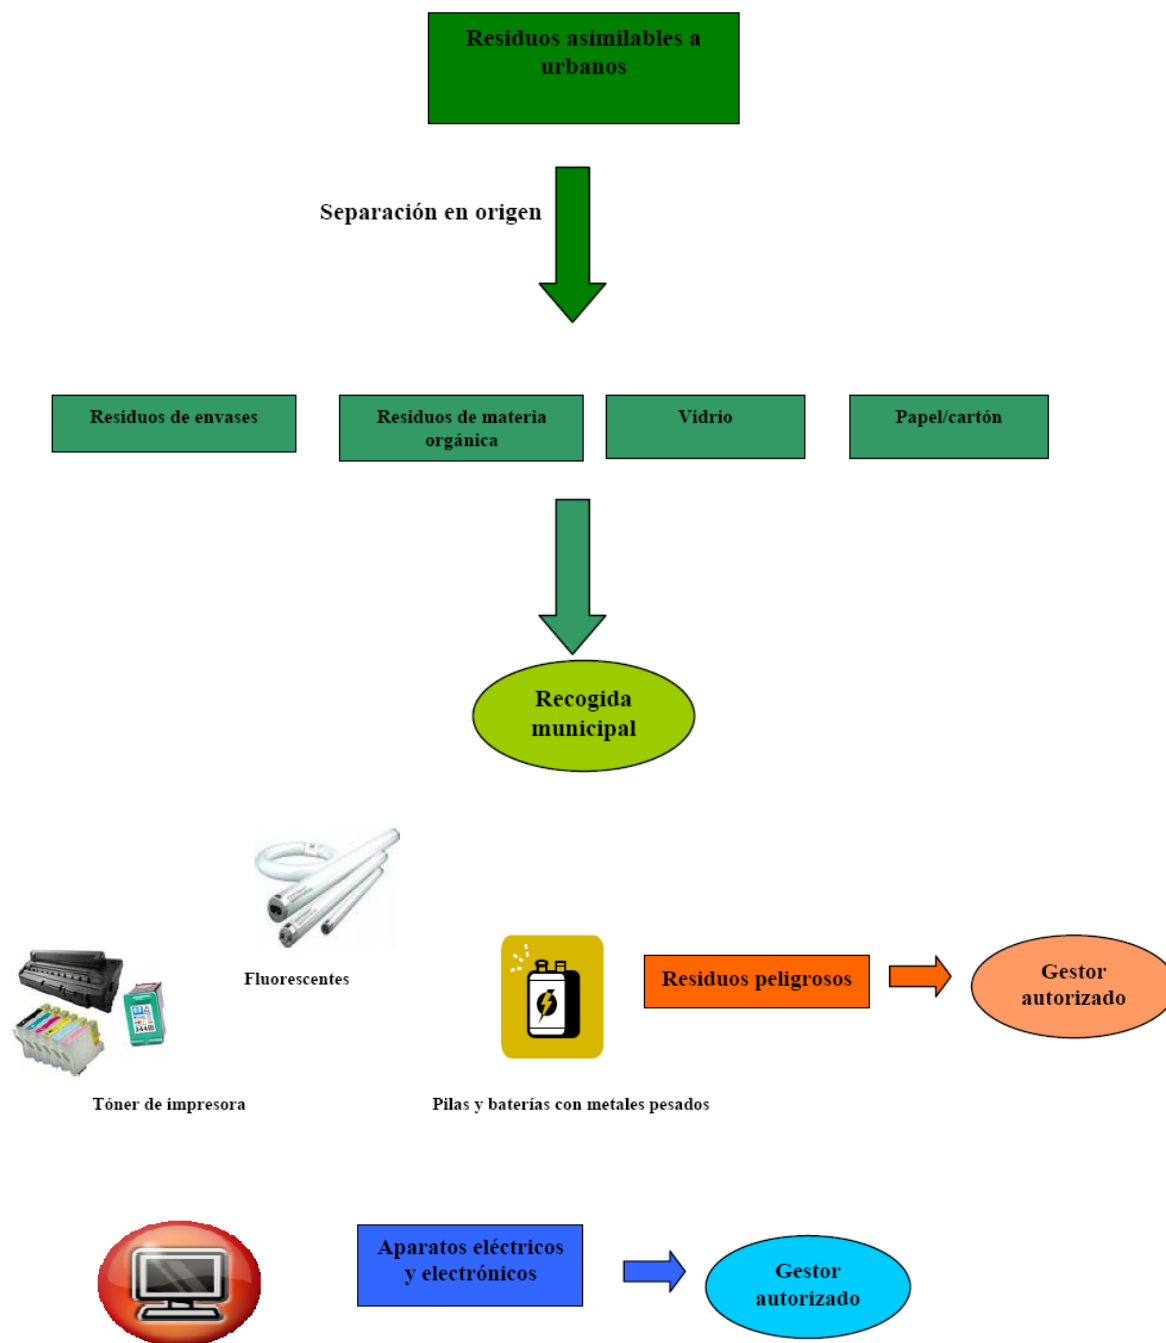 Residuos asimilables a
urbanos
Separación en origen
Residuos de envases
Residuos de materia
orgánica
Vidrio
Papel/cartón
Recogida
municipal
Fluorescentes
Tóner de impresora
Pilas y baterías con metales pesados
Residuos peligrosos
Gestor
autorizado
Aparatos eléctricos
y electrónicos
Gestor
autorizado